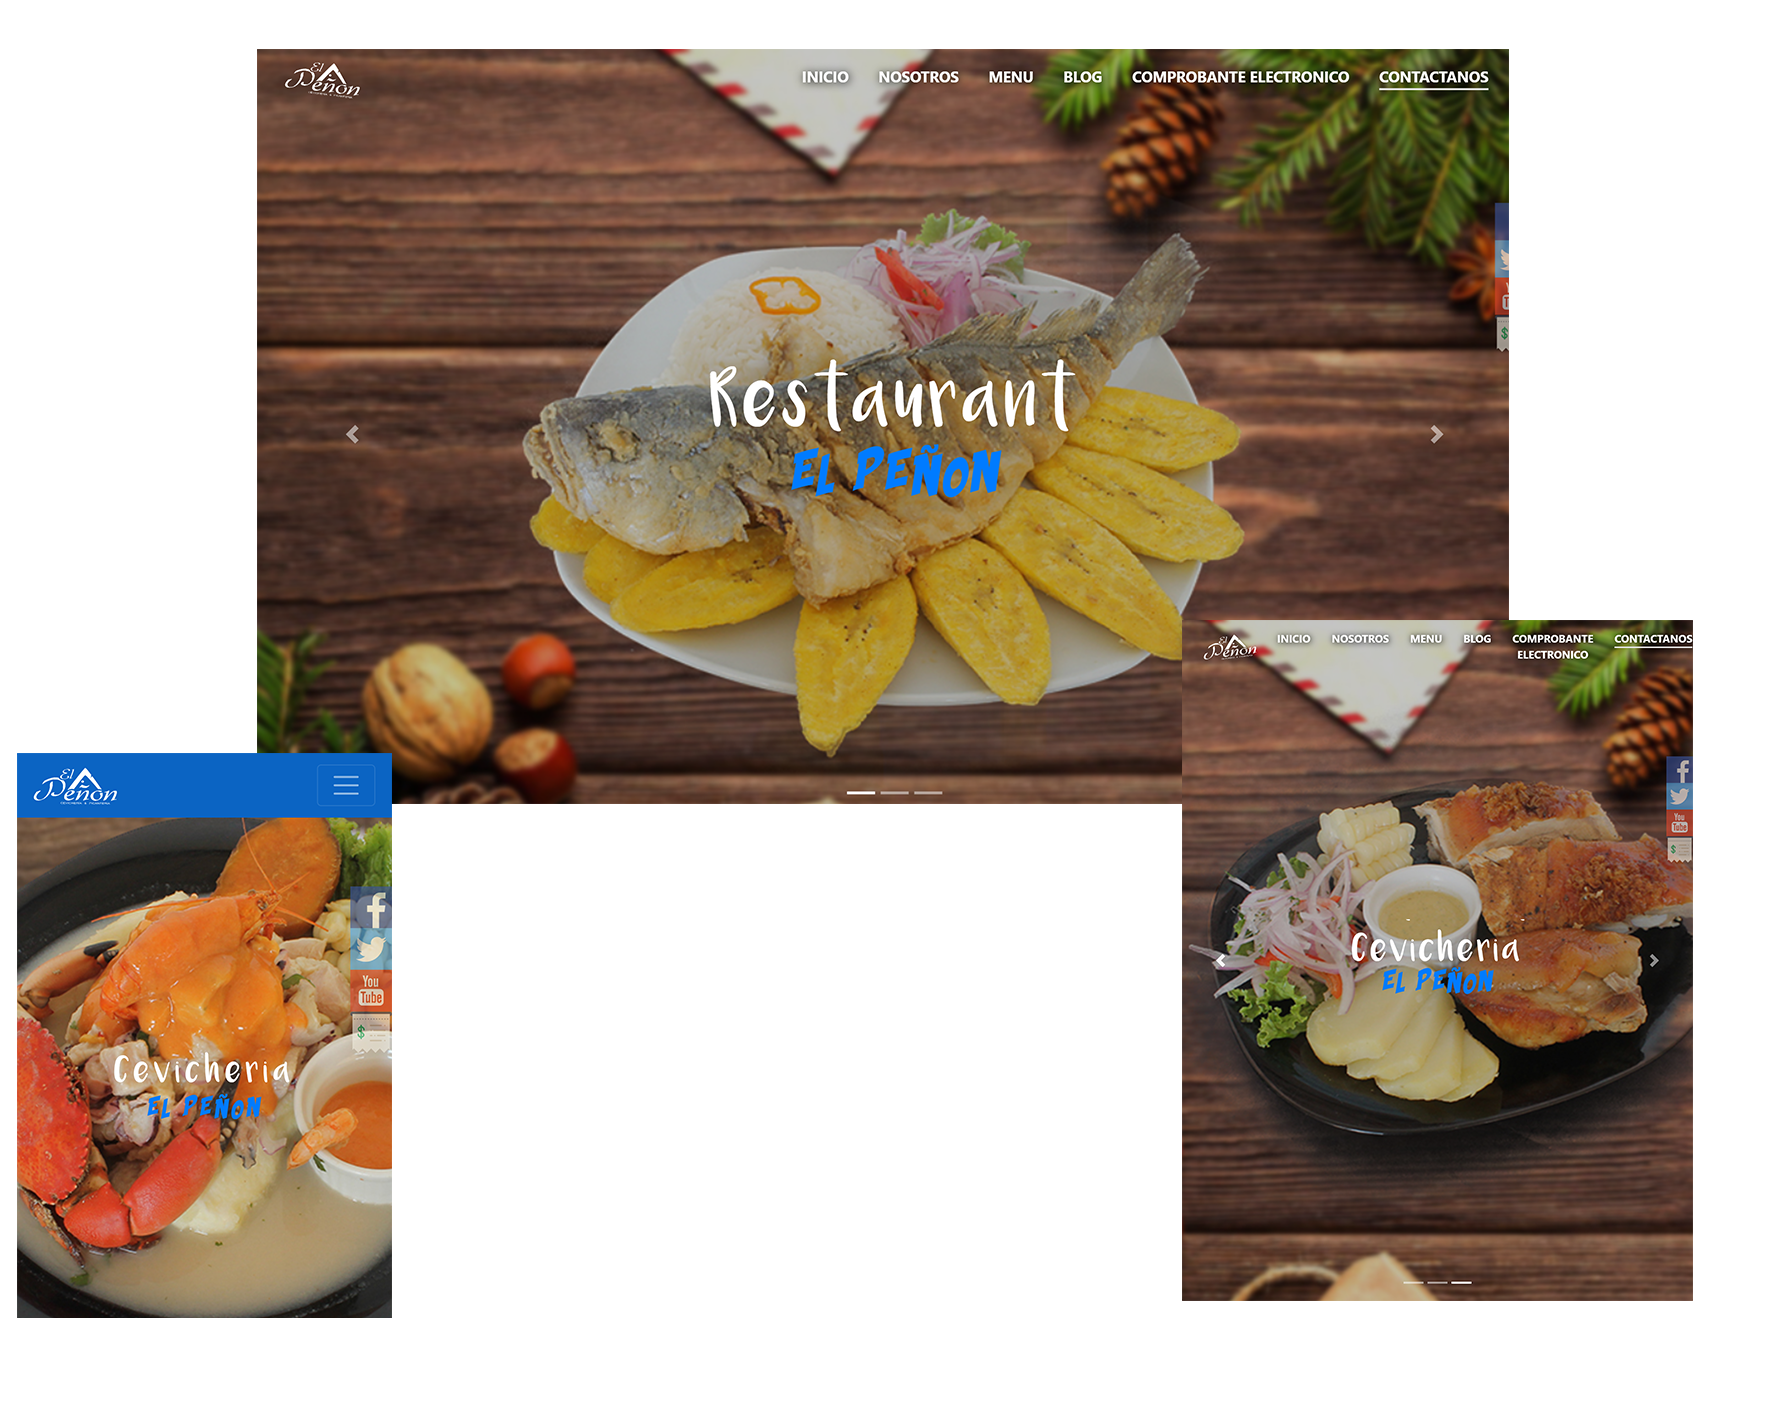 El Peñon
INICIO NOSOTROS MENU BLOG COMPROBANTE ELECTRONICO CONTACTANOS
Restaurant
EL PEÑON
$
El Peñon
INICIO NOSOTROS MENU BLOG COMPROBANTE ELECTRONICO CONTACTANOS
f
You
Tube
$
Cevicheria
EL PEÑON
El Peñon
f
You
Tube
$
Cevicheria
EL PEÑON